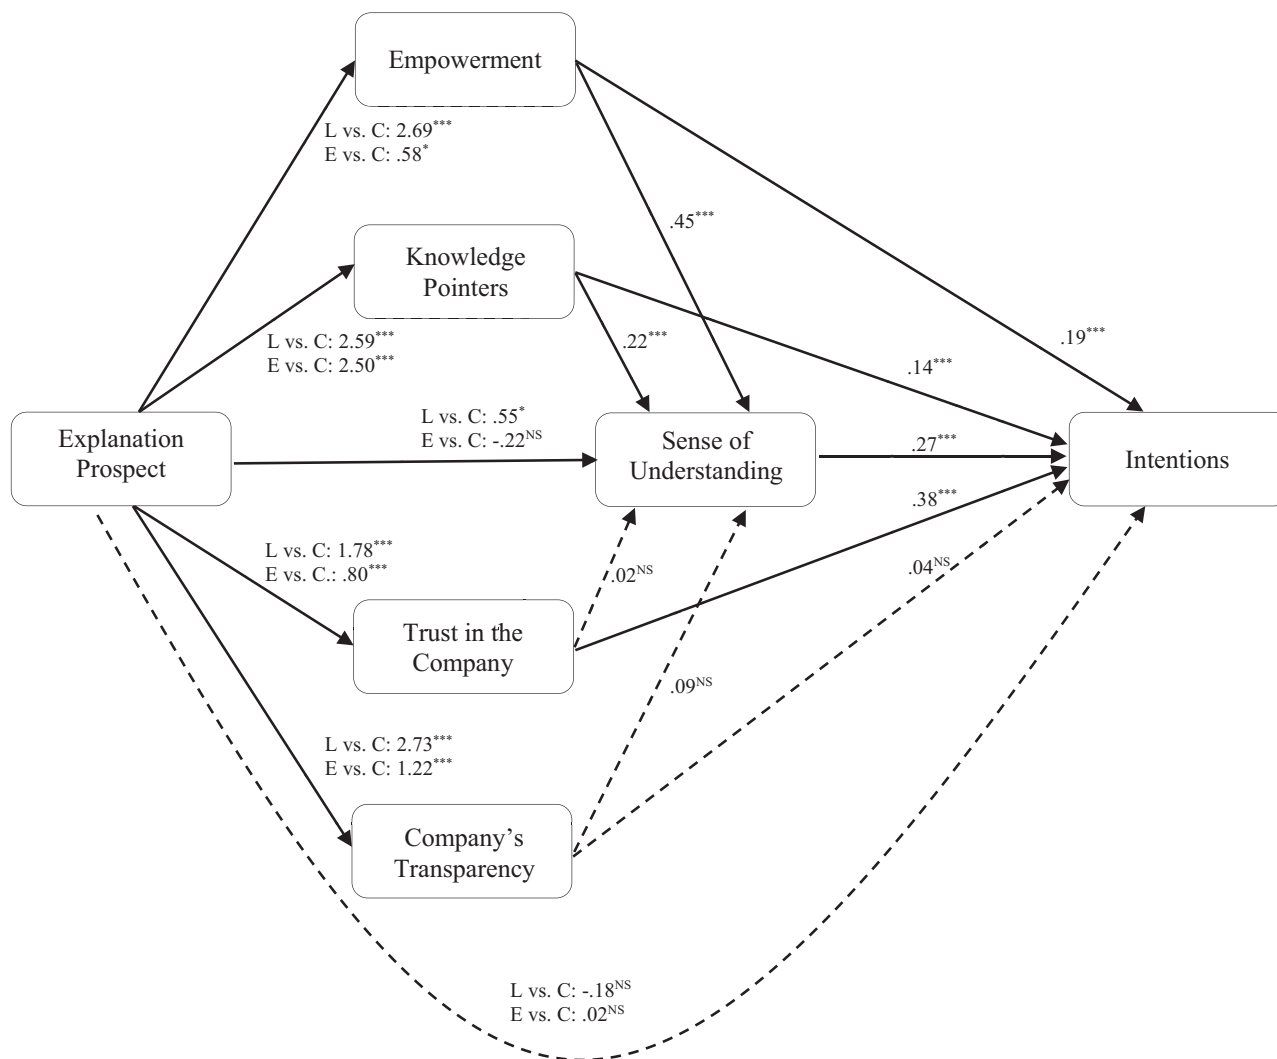 Empowerment
L vs. C: 2.69***
E vs. C: .58*
.45***
Knowledge
Pointers
L vs. C: 2.59***
E vs. C: 2.50***
.22***
.19***
.14***
L vs. C: .55*
E vs. C: -.22NS
Explanation
Prospect
Sense of
Understanding
.27***
Intentions
.38***
L vs. C: 1.78***
E vs. C.: .80***
.02NS
.04NS
Trust in the
Company
.09NS
L vs. C: 2.73***
E vs. C: 1.22***
Company’s
Transparency
L vs. C: -.18NS
E vs. C: .02NS